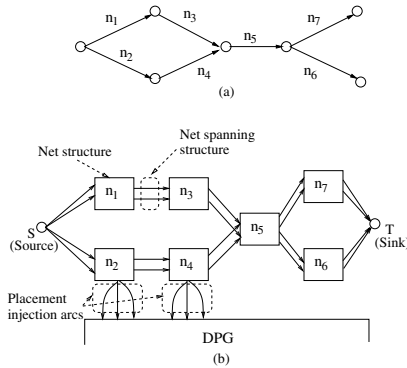 n1 n3 n7
n5
n2 n4 n6
(a)
Net spanning
structure
Net structure
n7
n1 n3
S
(Source)
n5
T
(Sink)
n2 n4 n6
Placement
injection arcs
DPG
(b)